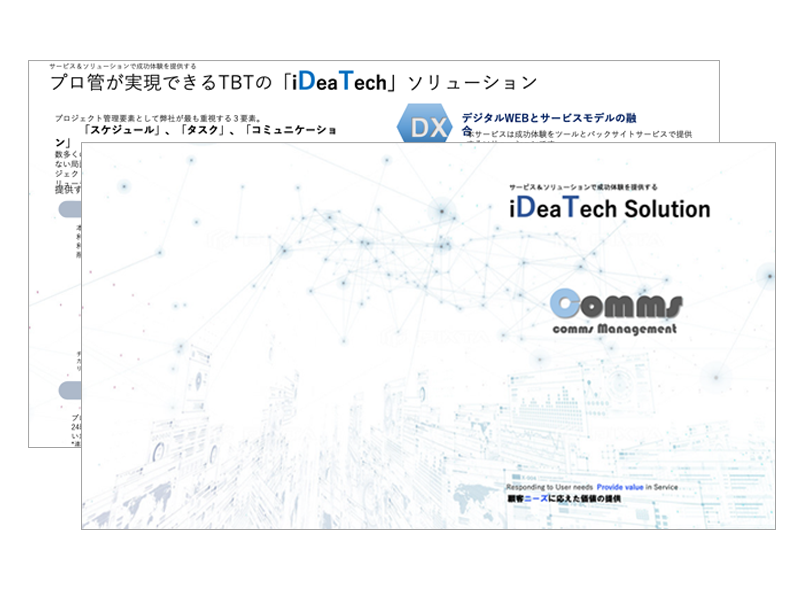 サービス＆ソリューションで成功体験を提供する
プロ管が実現できるTBTの「iDeaTech」ソリューション
プロジェクト管理要素として弊社が最も重視する３要素。
「スケジュール」、「タスク」、「コミュニケーショ
ン」
DX
デジタルWEBとサービスモデルの融
合
本サービスは成功体験をツールとバックサイトサービスで提供
数多く
ない局
ジェク
リュー
提供す
サービス＆ソリューションで成功体験を提供する
iDeaTech Solution
Comms
comms Management
Responding to User needs Provide value in Service
顧客ニーズに応えた価値の提供